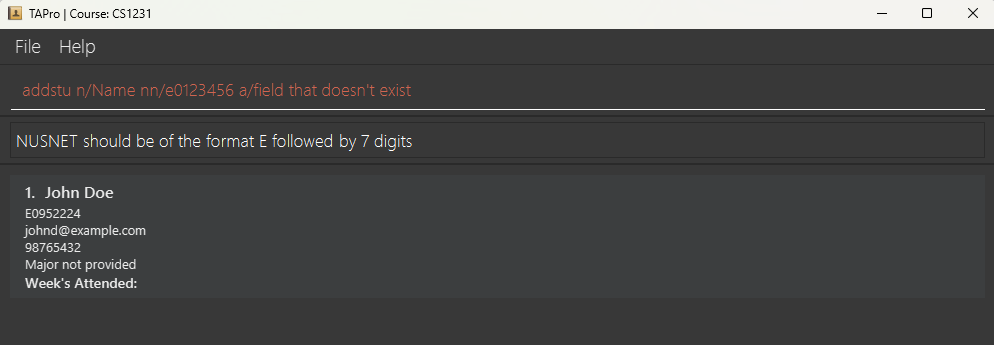 TAPro | Course: CS1231
File Help
addstu n/Name nn/e0123456 a/field that doesn't exist
NUSNET should be of the format E followed by 7 digits
1. John Doe
E0952224
johnd@example.com
98765432
Major not provided
Week's Attended: